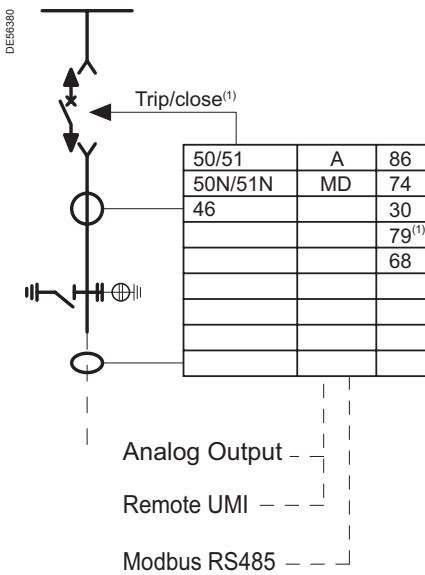 DE56380
Trip/close(1)
50/51 A 86
50N/51N MD 74
46 30
79(1)
68
Analog Output
Remote UMI
Modbus RS485